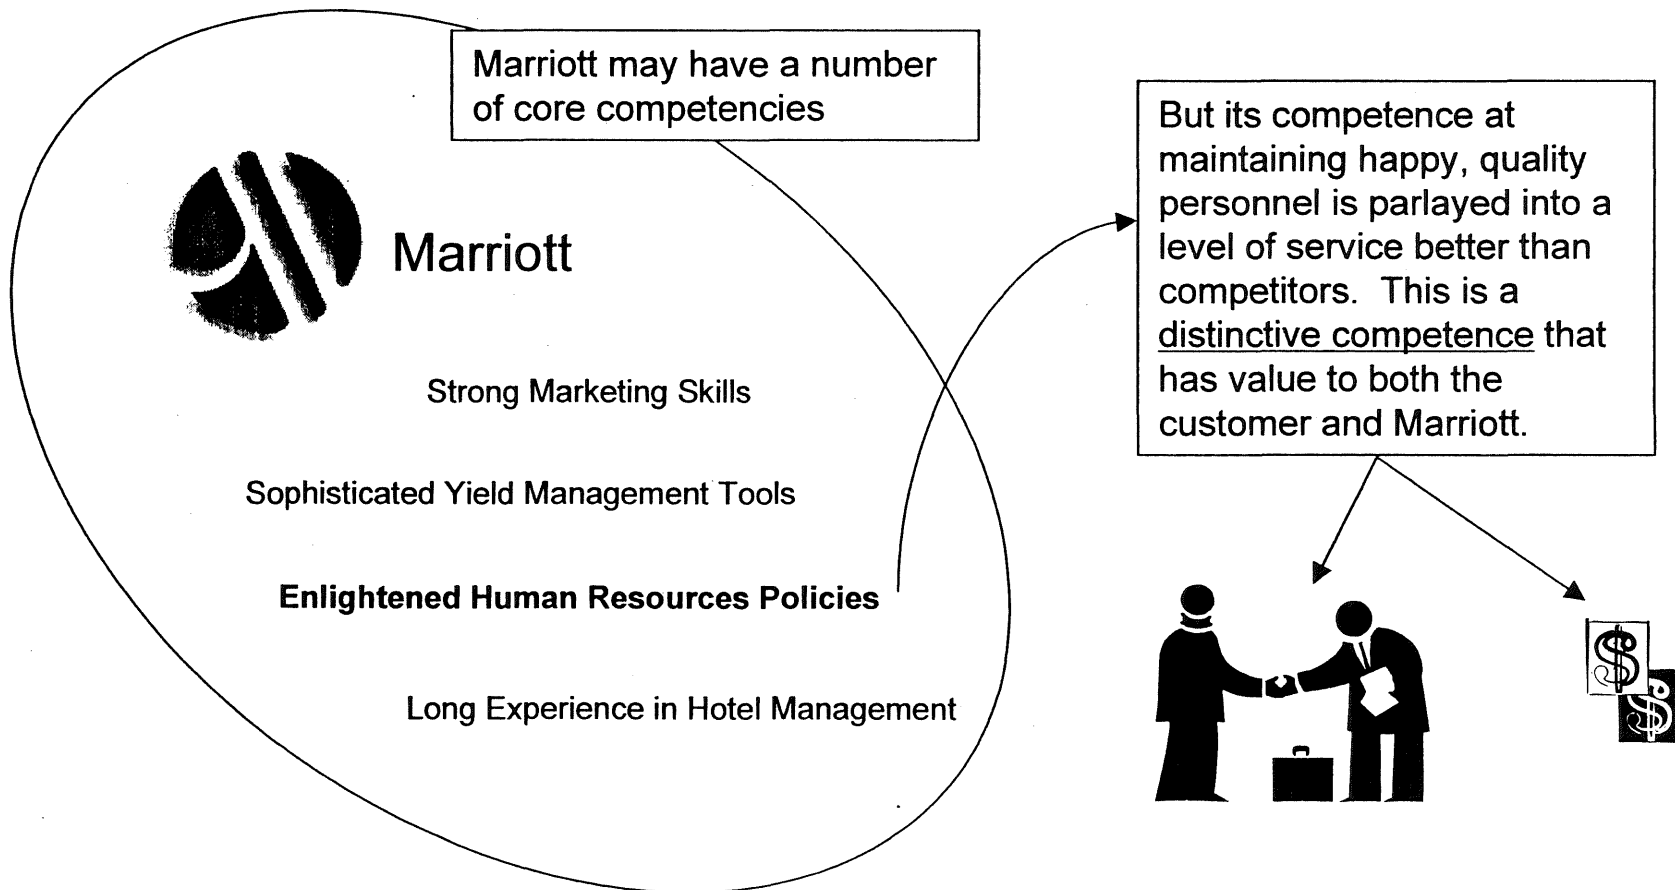 Marriott may have a number
of core competencies
Marriott
Strong Marketing Skills
Sophisticated Yield Management Tools
Enlightened Human Resources Policies
Long Experience in Hotel Management
But its competence at
maintaining happy, quality
personnel is parlayed into a
level of service better than
competitors.  This is a
distinctive competence that
has value to both the
customer and Marriott.
$
$